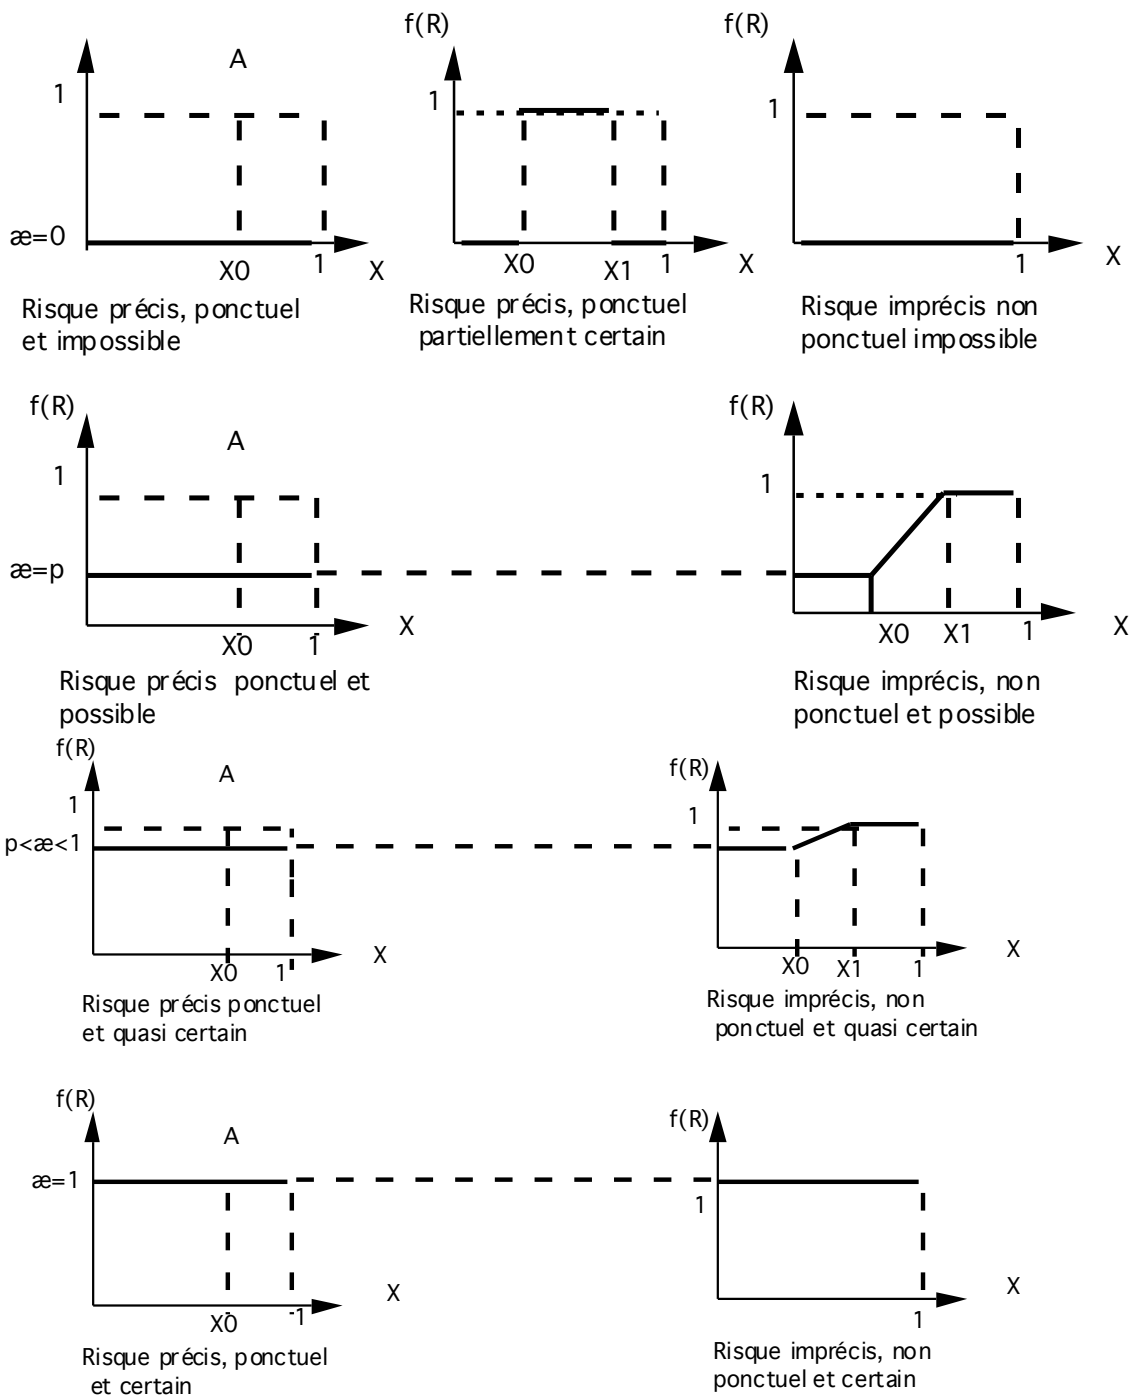 A
1
æ=0
X0
1
X
Risque précis, ponctuel
et impossible
f(R)
1
X0
X1
1
X
Risque précis, ponctuel
partiellement certain
f(R)
1
1
X
Risque imprécis non
ponctuel impossible
f(R)
A
1
æ=p
X0
1
X
Risque précis ponctuel et
possible
f(R)
1
X0
X1
1
X
Risque imprécis, non
ponctuel et possible
f(R)
A
1
p<æ<1
X0
1
X
Risque précis ponctuel
et quasi certain
f(R)
1
X0
X1
1
X
Risque imprécis, non
ponctuel et quasi certain
f(R)
A
æ=1
X0
1
X
Risque précis, ponctuel
et certain
f(R)
1
1
X
Risque imprécis, non
ponctuel et certain